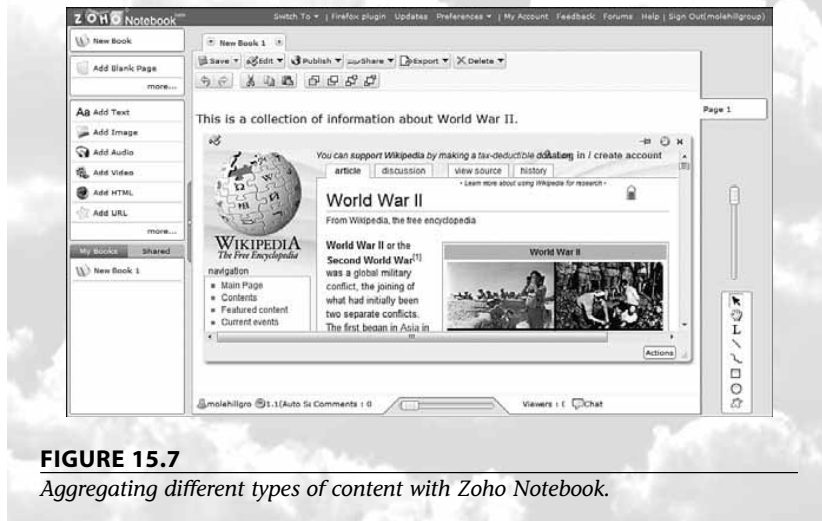 ZOHO Notebook beta
Switch To | Firefox plugin Updates Preferences | My Account Feedback Forums Help | Sign Out(molehillgroup)
New Book
New Book 1
Add Blank Page
more...
Save Edit Publish Share Export Delete
Page 1
Aa Add Text
Add Image
Add Audio
Add Video
Add HTML
Add URL
more...
My Books Shared
New Book 1
This is a collection of information about World War II.
You can support Wikipedia by making a tax-deductible in / create account
article discussion view source history
- Learn more about using Wikipedia for research -
World War II
From Wikipedia, the free encyclopedia
WIKIPEDIA
The Free Encyclopedia
navigation
Main Page
Contents
Featured content
Current events
World War II or the
Second World War[1]
was a global military
conflict, the joining of
what had initially been
two separate conflicts.
The first began in Asia in
World War II
Actions
L
molehillgro 1.1(Auto Sa Comments : 0
Viewers : Chat
FIGURE 15.7
Aggregating different types of content with Zoho Notebook.